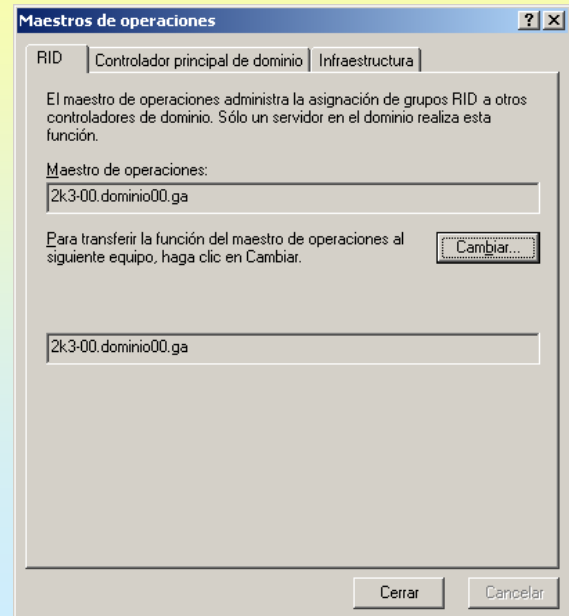 Maestros de operaciones
RID
Controlador principal de dominio
Infraestructura
El maestro de operaciones administra la asignación de grupos RID a otros
controladores de dominio. Sólo un servidor en el dominio realiza esta
función.
Maestro de operaciones:
2k3-00.dominio00.ga
Para transferir la función del maestro de operaciones al
siguiente equipo, haga clic en Cambiar.
Cambiar...
2k3-00.dominio00.ga
Cerrar
Cancelar